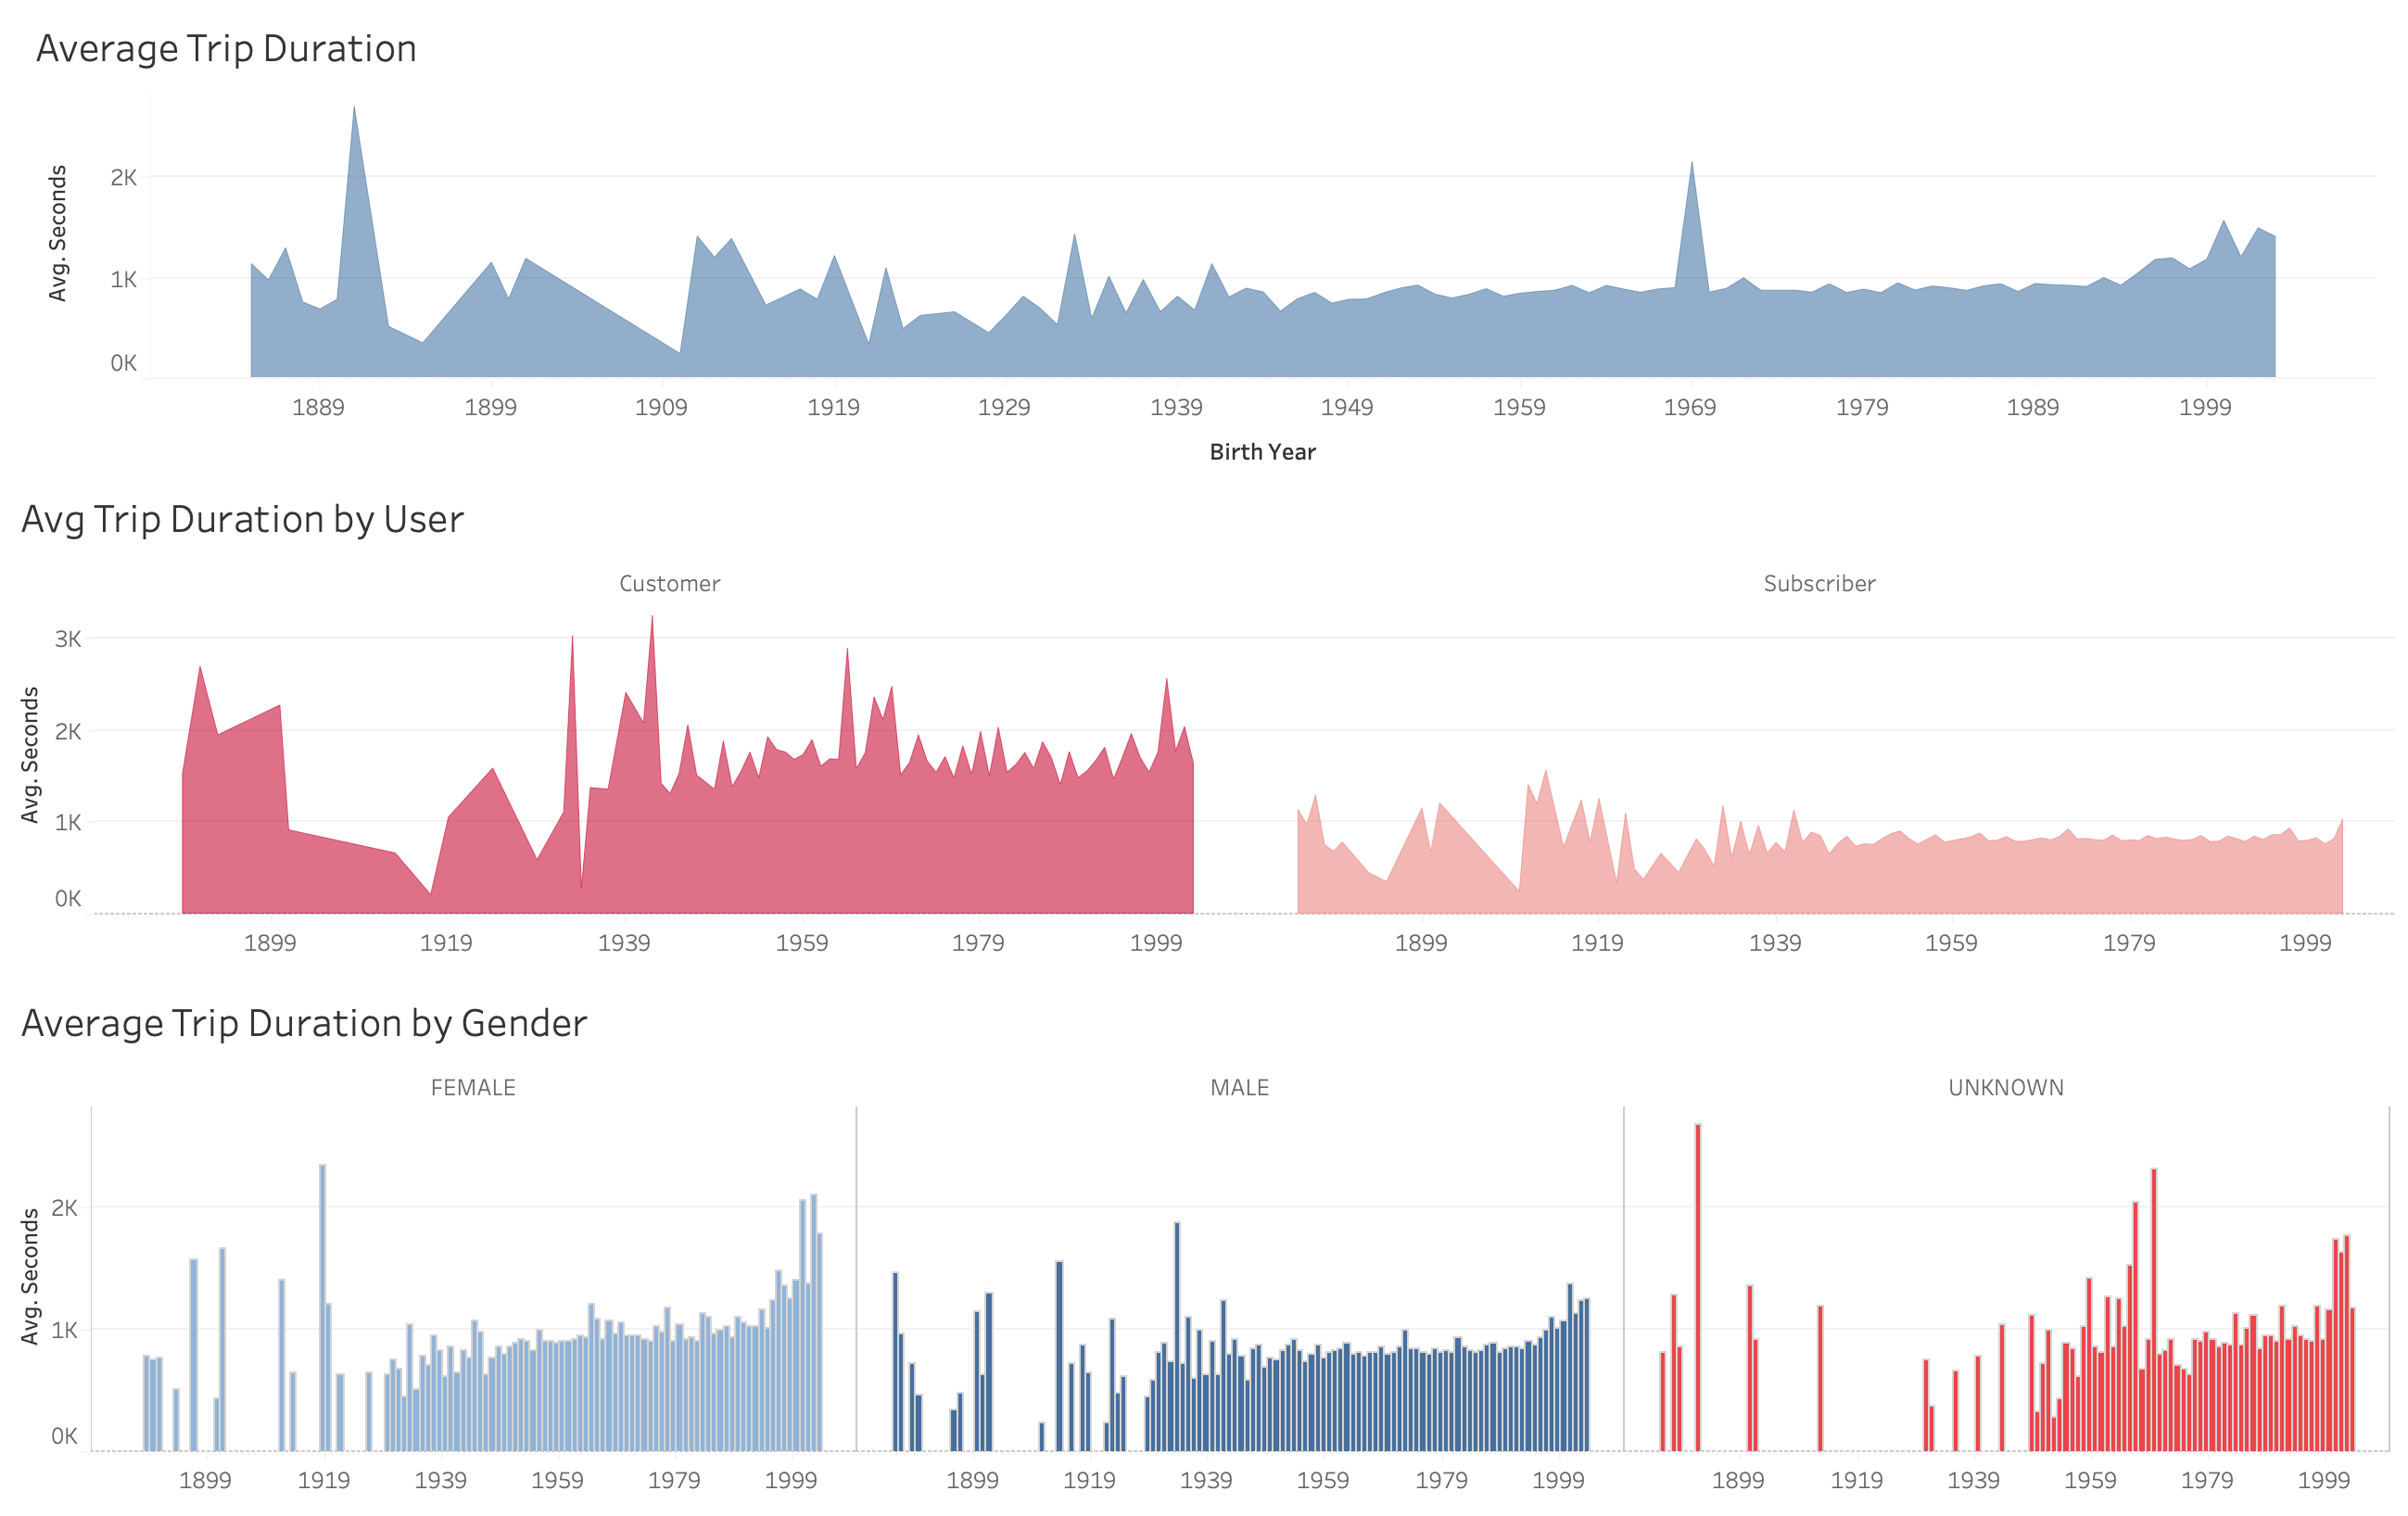 Average Trip Duration
Avg. Seconds
2K
1K
0K
1889 1899 1909 1919 1929 1939 1949 1959 1969 1979 1989 1999
Birth Year
Avg Trip Duration by User
Customer Subscriber
Avg. Seconds
3K
2K
1K
0K
1899 1919 1939 1959 1979 1999 1899 1919 1939 1959 1979 1999
Average Trip Duration by Gender
FEMALE MALE UNKNOWN
Avg. Seconds
2K
1K
0K
1899 1919 1939 1959 1979 1999 1899 1919 1939 1959 1979 1999 1899 1919 1939 1959 1979 1999